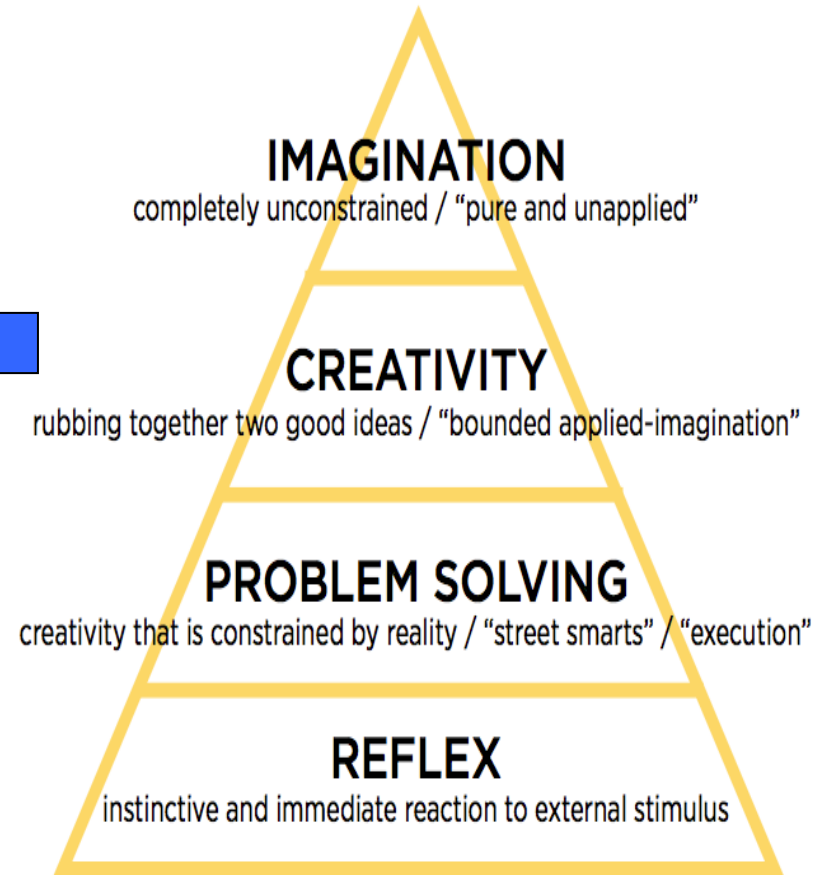 IMAGINATION
completely unconstrained / “pure and unapplied”
CREATIVITY
rubbing together two good ideas / “bounded applied-imagination”
PROBLEM SOLVING
creativity that is constrained by reality / “street smarts” / “execution”
REFLEX
instinctive and immediate reaction to external stimulus